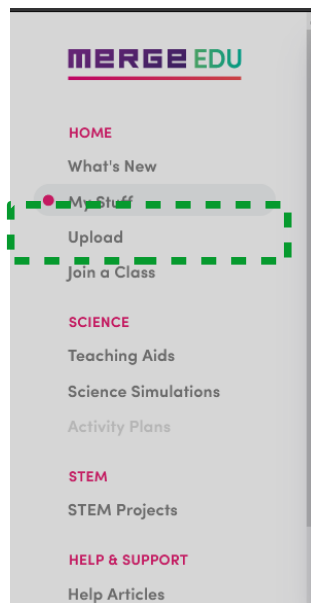 MERGE EDU
HOME
What's New
My Stuff
Upload
Join a Class
SCIENCE
Teaching Aids
Science Simulations
Activity Plans
STEM
STEM Projects
HELP & SUPPORT
Help Articles